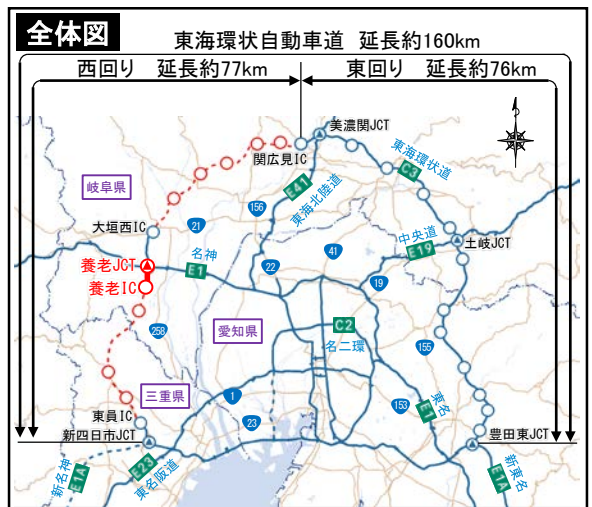 全体図
東海環状自動車道 延長約160km
西回り 延長約77km
東回り 延長約76km
美濃関JCT
関広見IC
東海環状道
C3
岐阜県
E41
東海北陸道
156
大垣西IC
21
41
中央道
E19
土岐JCT
養老JCT
名神
E1
22
19
養老IC
258
愛知県
C2
名二環
155
三重県
1
153
東名
E1
東員IC
23
新四日市JCT
豊田東JCT
新名神
E1A
E23
東名阪道
新東名
E1A